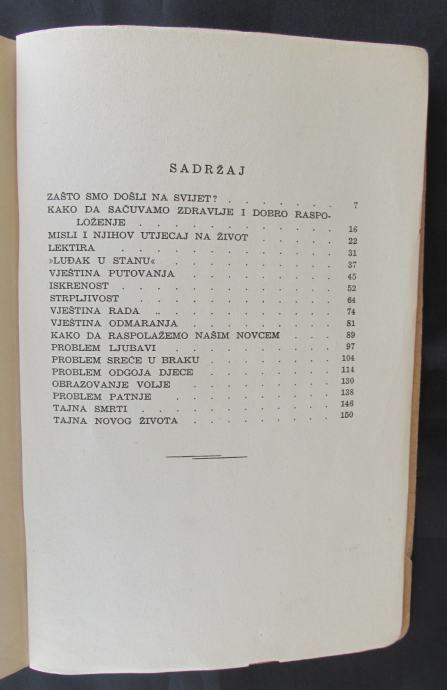 SADRŽAJ
ZAŠTO SMO DOŠLI NA SVIJET? . . . . . . . 7
KAKO DA SAČUVAMO ZDRAVLJE I DOBRO RASPO-
LOŽENJE . . . . . . . . . . 16
MISLI I NJIHOV UTJECAJ NA ŽIVOT . . . . . 22
LEKTIRA . . . . . . . . . . 31
»LUĐAK U STANU« . . . . . . . . . 37
VJEŠTINA PUTOVANJA . . . . . . . . 45
ISKRENOST . . . . . . . . . . 52
STRPLJIVOST . . . . . . . . . . 64
VJEŠTINA RADA . . . . . . . . . . 74
VJEŠTINA ODMARANJA . . . . . . . . 81
KAKO DA RASPOLAŽEMO NAŠIM NOVCEM . . . . 89
PROBLEM LJUBAVI . . . . . . . . . 97
PROBLEM SREĆE U BRAKU . . . . . . . 104
PROBLEM ODGOJA DJECE . . . . . . . 114
OBRAZOVANJE VOLJE . . . . . . . . 130
PROBLEM PATNJE . . . . . . . . . 138
TAJNA SMRTI . . . . . . . . . . 146
TAJNA NOVOG ŽIVOTA . . . . . . . . 150